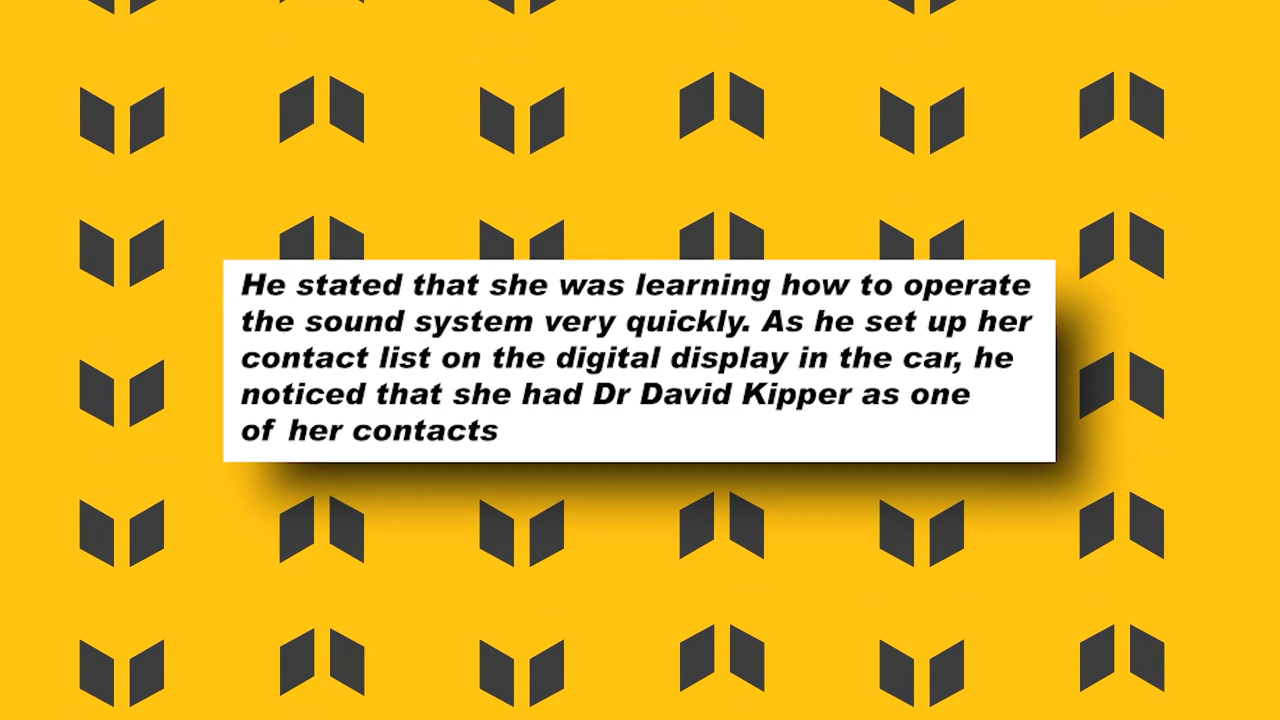 He stated that she was learning how to operate
the sound system very quickly. As he set up her
contact list on the digital display in the car, he
noticed that she had Dr David Kipper as one
of her contacts